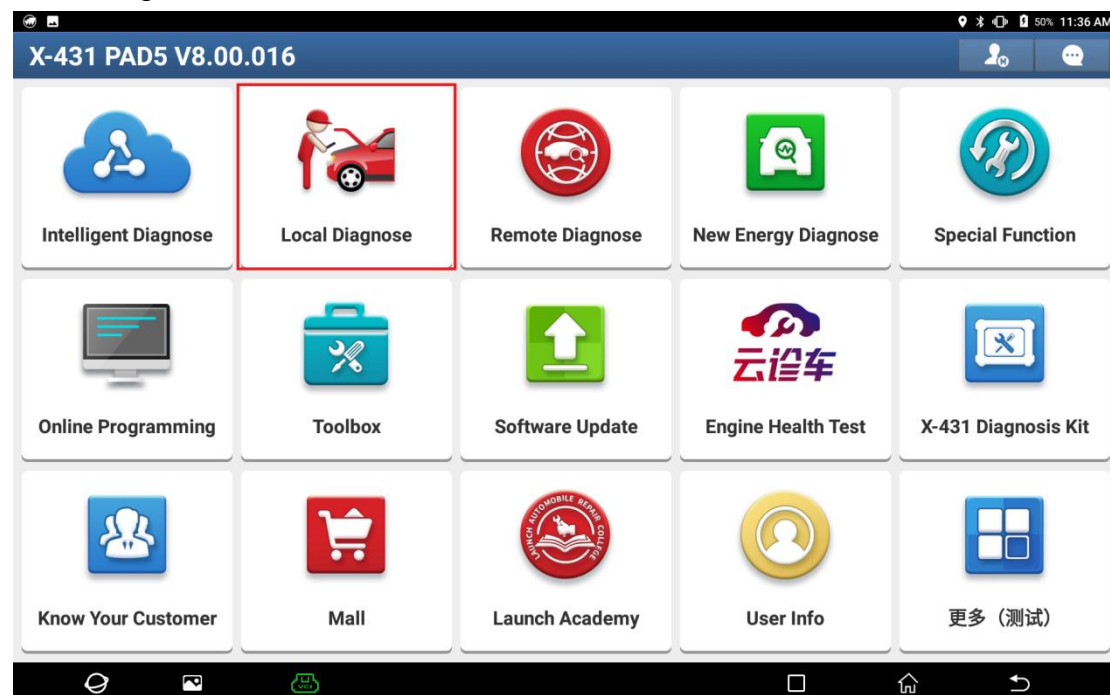 50% 11:36 AM
X-431 PAD5 V8.00.016
Intelligent Diagnose
Local Diagnose
Remote Diagnose
New Energy Diagnose
Special Function
云诊车
Online Programming
Toolbox
Software Update
Engine Health Test
X-431 Diagnosis Kit
LAUNCH AUTOMOBILE REPAIR COLLEGE
Know Your Customer
Mall
Launch Academy
User Info
更多（测试）
VCI